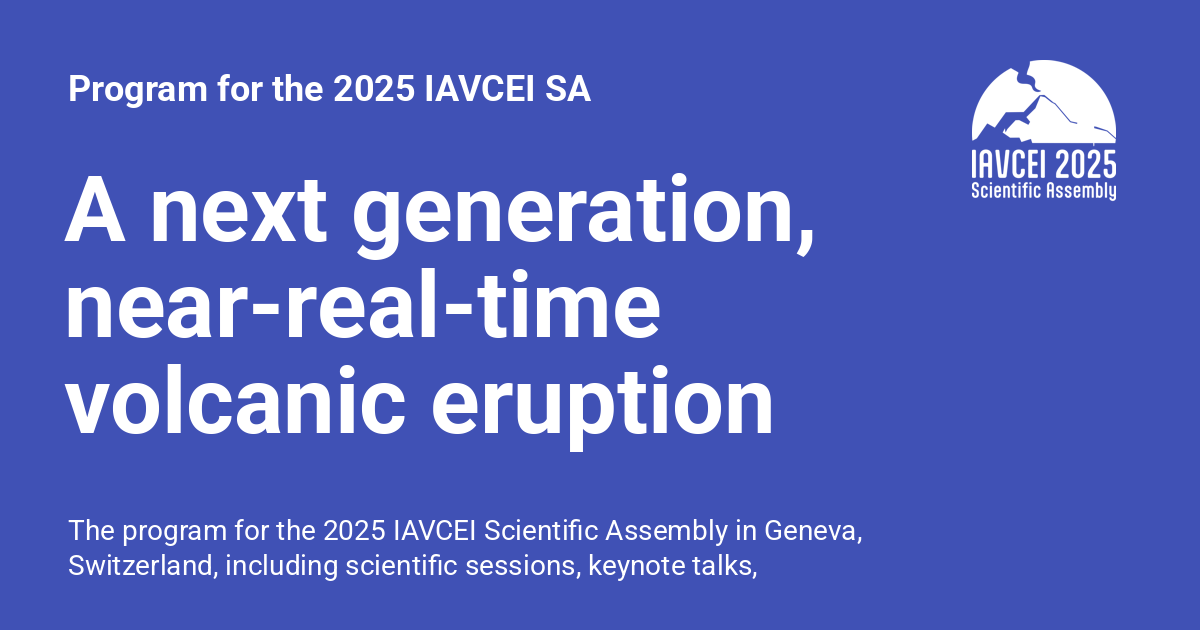 Program for the 2025 IAVCEI SA
IAVCEI 2025
Scientific Assembly
A next generation,
near-real-time
volcanic eruption
The program for the 2025 IAVCEI Scientific Assembly in Geneva,
Switzerland, including scientific sessions, keynote talks,